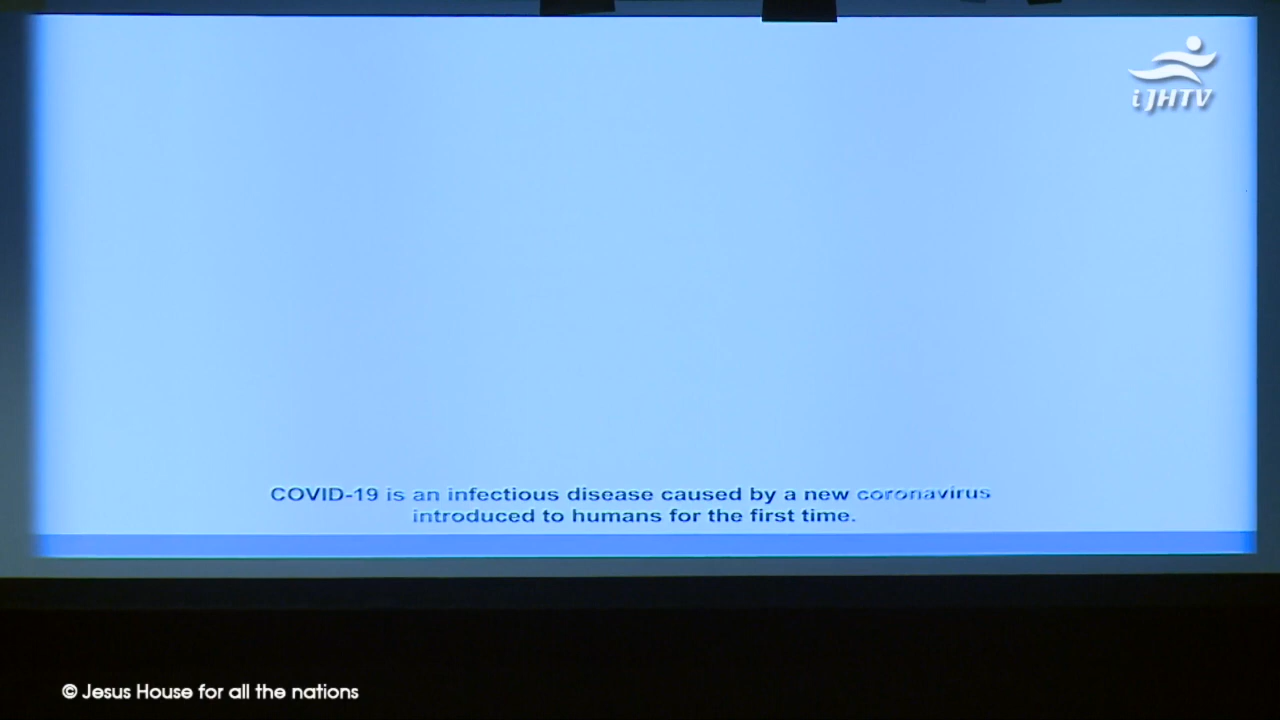 i JHTV
COVID-19 is an infectious disease caused by a new coronavirus
introduced to humans for the first time.
© Jesus House for all the nations